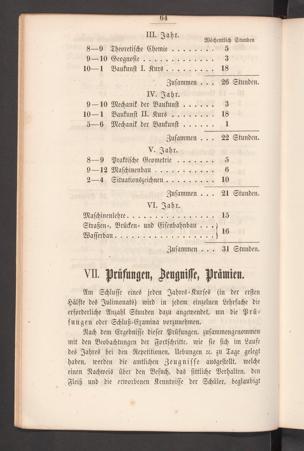 64
III. Jahr.
Wöchentlich Stunden
8—9 Theoretische Chemie . . . . . . . . 5
9—10 Geognosie . . . . . . . . . . . 3
10—1 Baukunst I. Kurs . . . . . . . . . 18
Zusammen . . . 26 Stunden.
IV. Jahr.
9—10 Mechanik der Baukunst . . . . . . 3
10—1 Baukunst II. Kurs . . . . . . . . 18
5—6 Mechanik der Baukunst . . . . . . 1
Zusammen . . . 22 Stunden.
V. Jahr.
8—9 Praktische Geometrie . . . . . . . 5
9—12 Maschinenbau . . . . . . . . . . 6
2—4 Situationszeichnen . . . . . . . . . 10
Zusammen . . . 21 Stunden.
VI. Jahr.
Maschinenlehre . . . . . . . . . . . . . 15
Straßen-, Brücken- und Eisenbahnbau . . .
Wasserbau . . . . . . . . . . . . . . . } 16
Zusammen . . . 31 Stunden.
VII. Prüfungen, Zeugnisse, Prämien.
Am Schlusse eines jeden Jahres-Kurses (in der ersten
Hälfte des Julimonats) wird in jedem einzelnen Lehrfache die
erforderliche Anzahl Stunden dazu angewendet, um die Prü-
fungen oder Schluß-Examina vorzunehmen.
Nach dem Ergebnisse dieser Prüfungen, zusammengenommen
mit den Beobachtungen der Fortschritte, wie sie sich im Laufe
des Jahres bei den Repetitionen, Uebungen ꝛc. zu Tage gelegt
haben, werden die amtlichen Zeugnisse ausgestellt, welche
einen Nachweis über den Besuch, das sittliche Verhalten, den
Fleiß und die erworbenen Kenntnisse der Schüler, beglaubigt